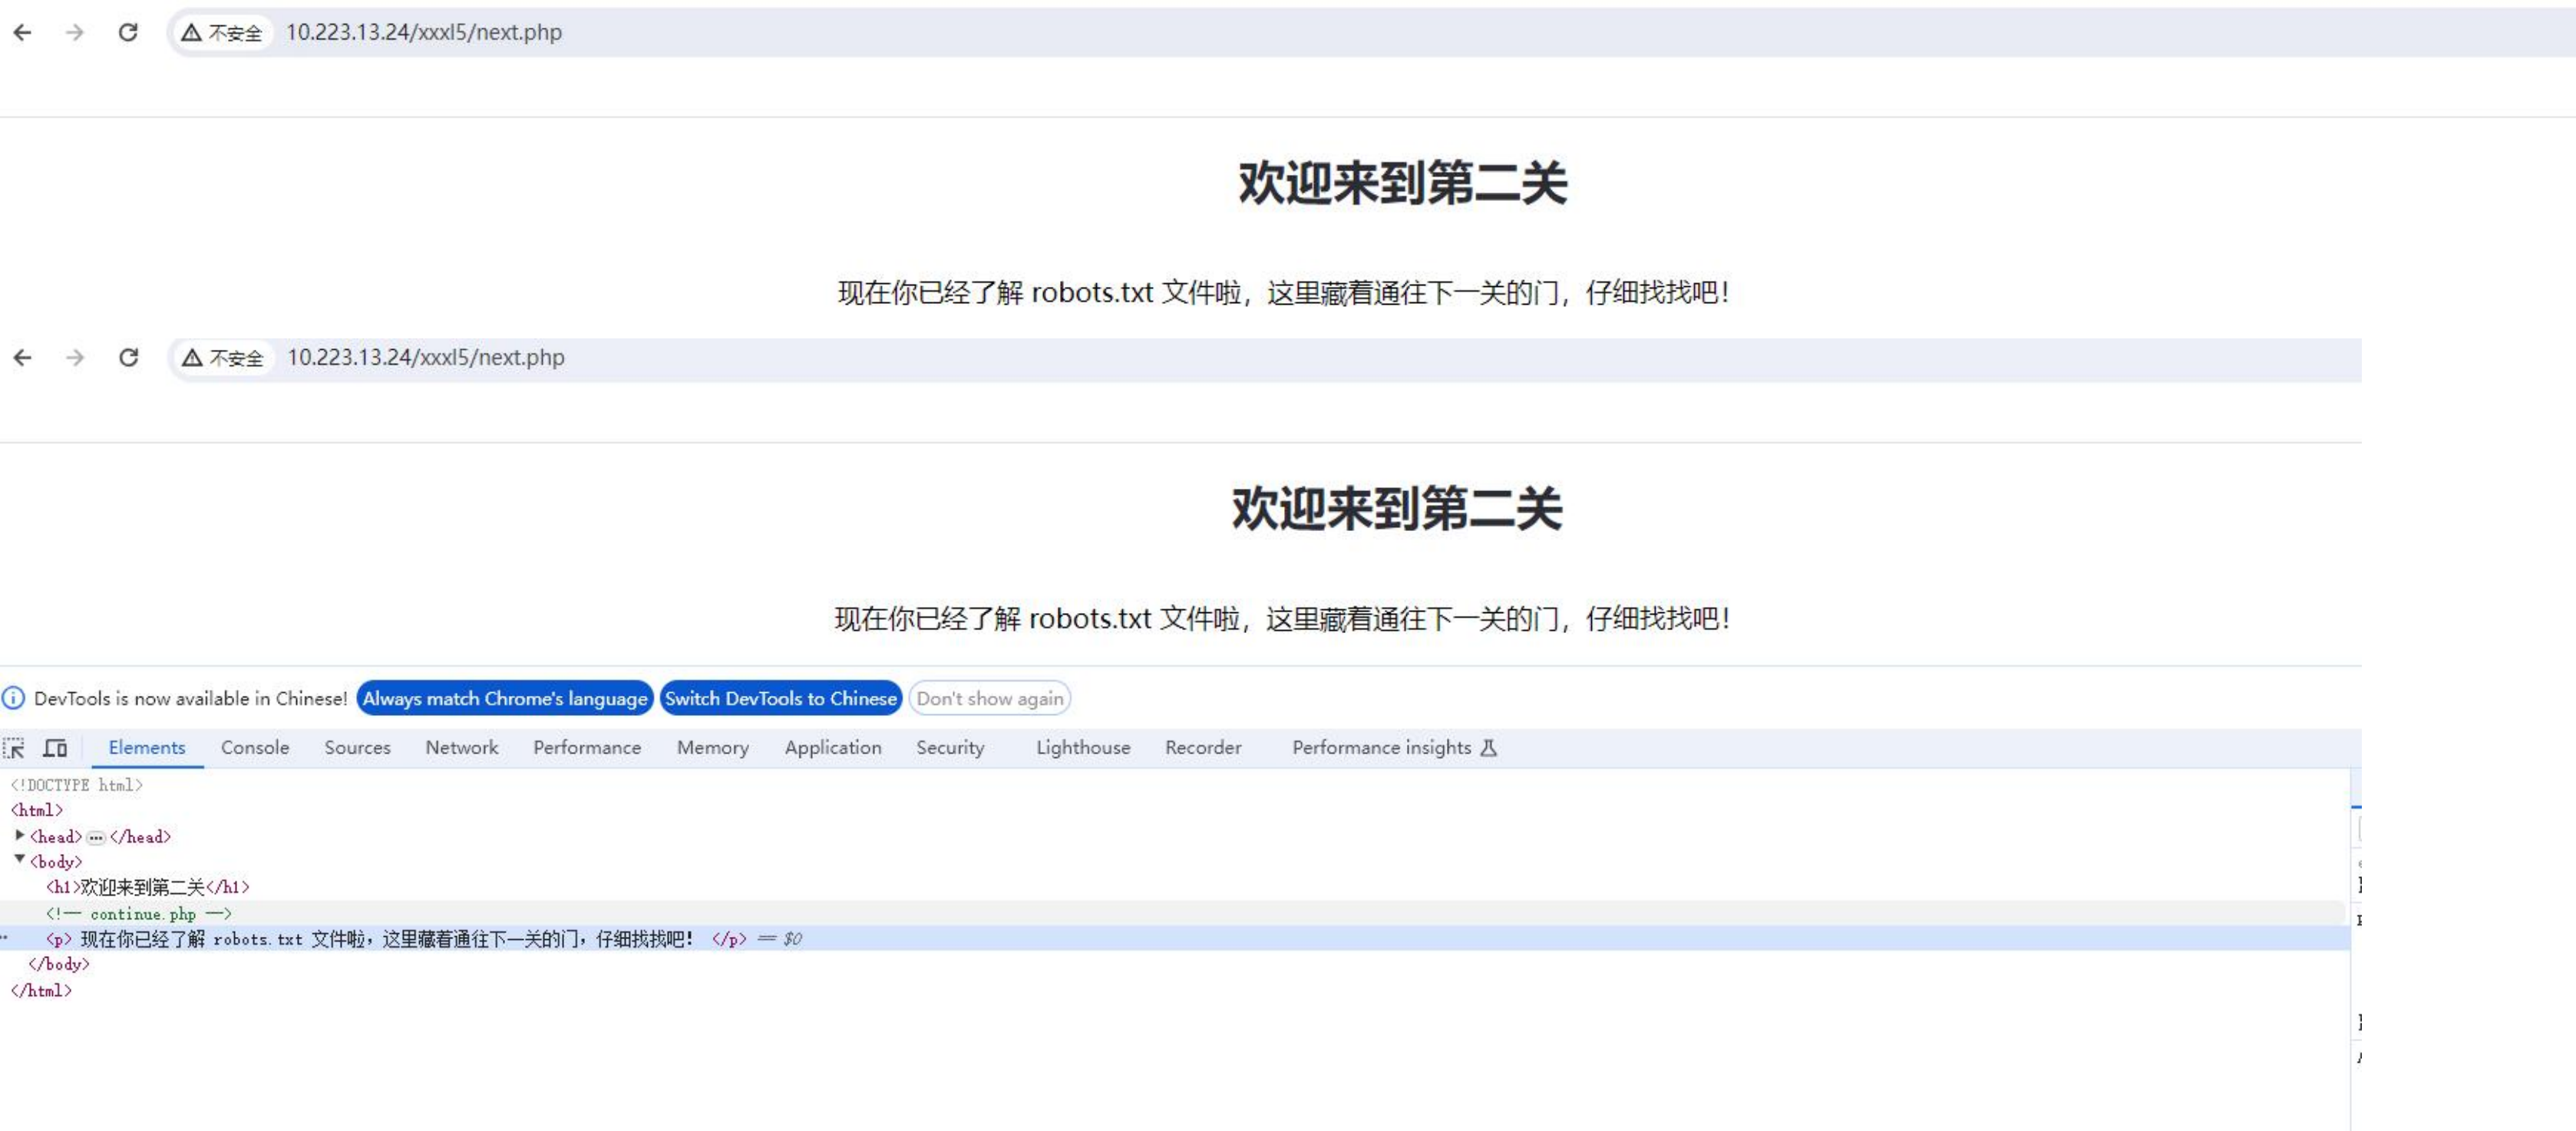 不安全 10.223.13.24/xxxl5/next.php
欢迎来到第二关
现在你已经了解 robots.txt 文件啦，这里藏着通往下一关的门，仔细找找吧！
不安全 10.223.13.24/xxxl5/next.php
欢迎来到第二关
现在你已经了解 robots.txt 文件啦，这里藏着通往下一关的门，仔细找找吧！
DevTools is now available in Chinese! Always match Chrome's language Switch DevTools to Chinese Don't show again
Elements Console Sources Network Performance Memory Application Security Lighthouse Recorder Performance insights
<!DOCTYPE html>
<html>
<head> ... </head>
<body>
<h1>欢迎来到第二关</h1>
<!-- continue.php -->
<p> 现在你已经了解 robots.txt 文件啦，这里藏着通往下一关的门，仔细找找吧！ </p> == $0
</body>
</html>